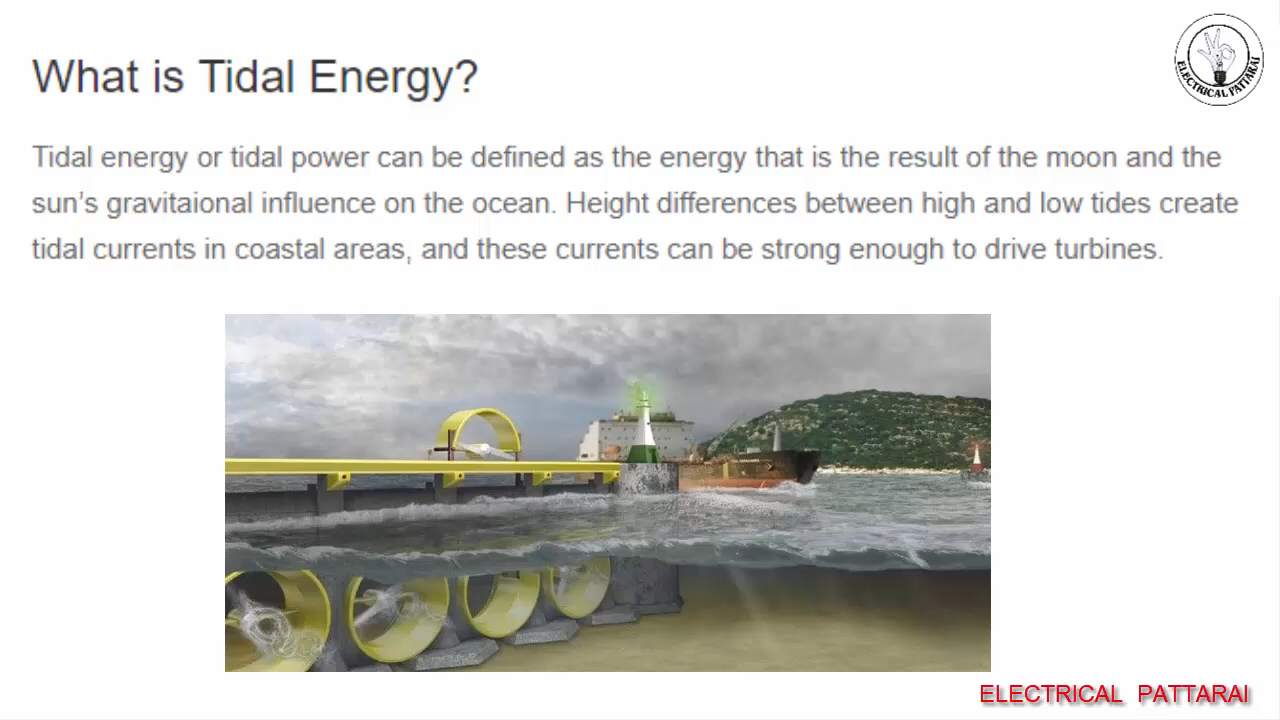 What is Tidal Energy?
ELECTRICAL PATTARAI
Tidal energy or tidal power can be defined as the energy that is the result of the moon and the
sun's gravitaional influence on the ocean. Height differences between high and low tides create
tidal currents in coastal areas, and these currents can be strong enough to drive turbines.
ELECTRICAL PATTARAI